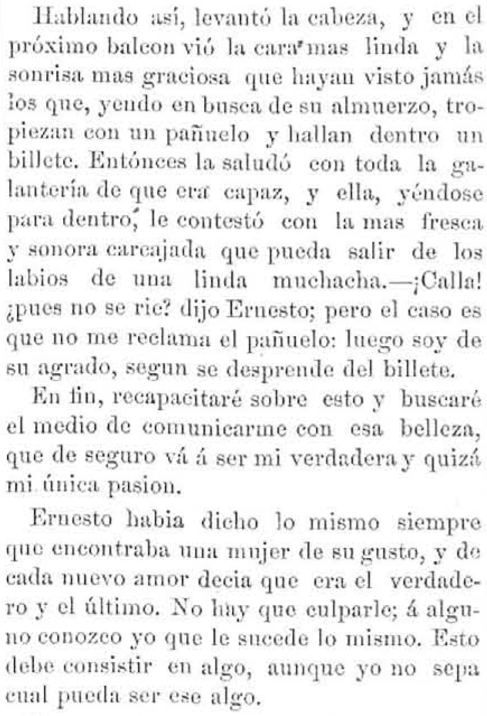 Hablando así, levantó la cabeza, y en el
próximo balcon vió la cara mas linda y la
sonrisa mas graciosa que hayan visto jamás
los que, yendo en busca de su almuerzo, tro-
piezan con un pañuelo y hallan dentro un
billete. Entónces la saludó con toda la ga-
lantería de que era capaz, y ella, yéndose
para dentro, le contestó con la mas fresca
y sonora carcajada que pueda salir de los
labios de una linda muchacha.—¡Calla!
¿pues no se rie? dijo Ernesto; pero el caso es
que no me reclama el pañuelo: luego soy de
su agrado, segun se desprende del billete.
En fin, recapacitaré sobre esto y buscaré
el medio de comunicarme con esa belleza,
que de seguro vá á ser mi verdadera y quizá
mi única pasion.
Ernesto habia dicho lo mismo siempre
que encontraba una mujer de su gusto, y de
cada nuevo amor decia que era el verdade-
ro y el último. No hay que culparle; á algu-
no conozco yo que le sucede lo mismo. Esto
debe consistir en algo, aunque yo no sepa
cual pueda ser ese algo.